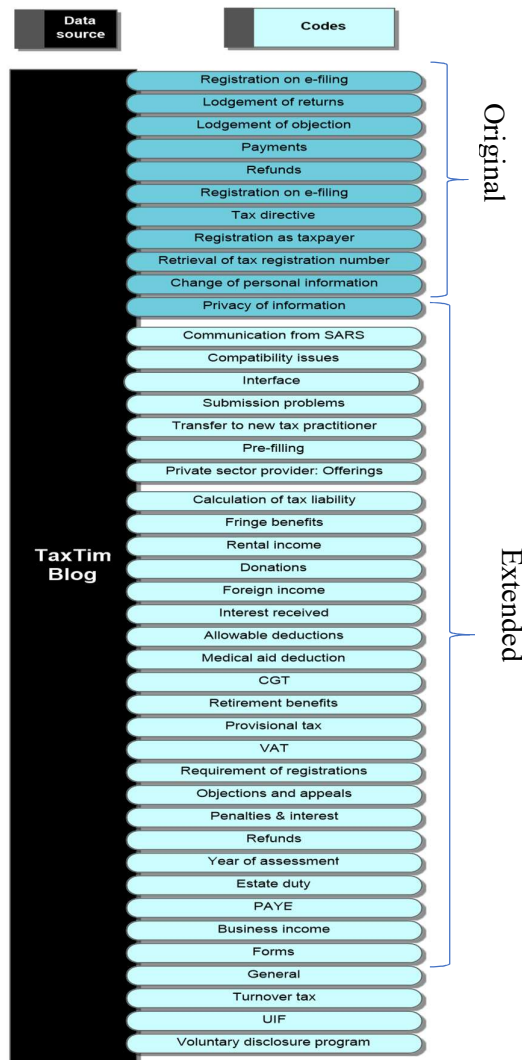 Data
source
Codes
Registration on e-filing
Lodgement of returns
Lodgement of objection
Payments
Refunds
Registration on e-filing
Tax directive
Registration as taxpayer
Retrieval of tax registration number
Change of personal information
Privacy of information
Communication from SARS
Compatibility issues
Interface
Submission problems
Transfer to new tax practitioner
Pre-filling
Private sector provider: Offerings
Calculation of tax liability
Fringe benefits
Rental income
Donations
Foreign income
Interest received
Allowable deductions
Medical aid deduction
CGT
Retirement benefits
Provisional tax
VAT
Requirement of registrations
Objections and appeals
Penalties & interest
Refunds
Year of assessment
Estate duty
PAYE
Business income
Forms
General
Turnover tax
UIF
Voluntary disclosure program
TaxTim
Blog
Original
Extended